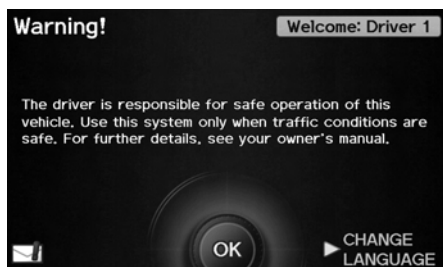 Warning!
Welcome: Driver 1
The driver is responsible for safe operation of this
vehicle. Use this system only when traffic conditions are
safe. For further details, see your owner's manual.
OK
CHANGE
LANGUAGE